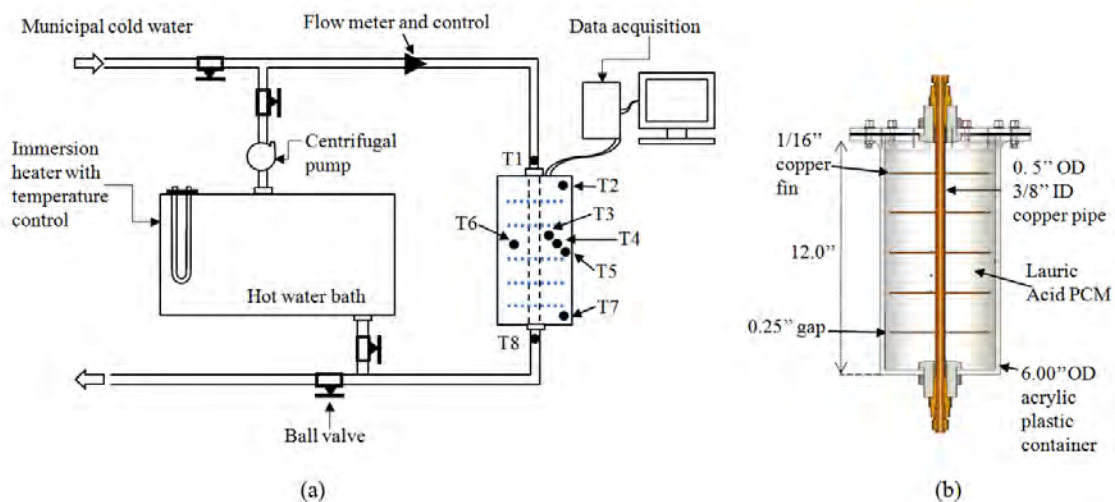 Municipal cold water
Flow meter and control
Data acquisition
Immersion
heater with
temperature
control
Centrifugal
pump
T1
T2
T3
T6
T4
T5
T7
T8
Hot water bath
Ball valve
(a)
1/16’’
copper
fin
0.5’’ OD
3/8’’ ID
copper pipe
12.0’’
Lauric
Acid PCM
0.25’’ gap
6.00’’OD
acrylic
plastic
container
(b)